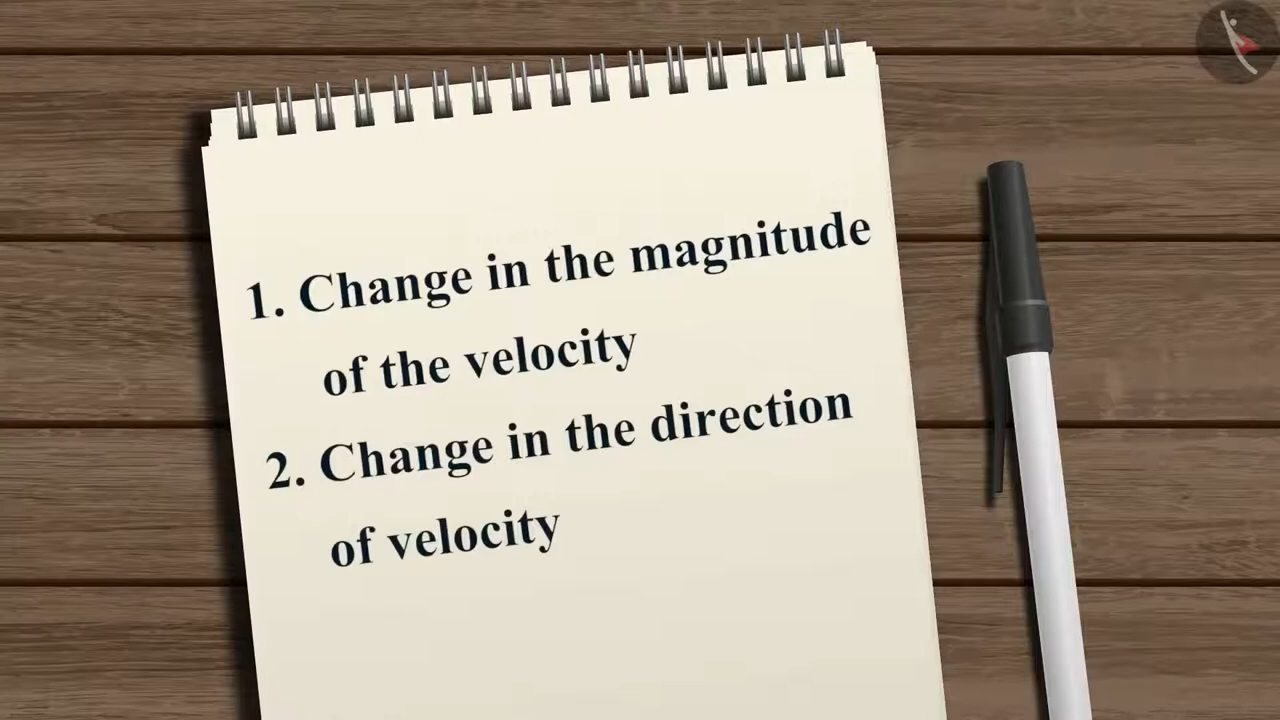 1. Change in the magnitude
of the velocity
2. Change in the direction
of velocity